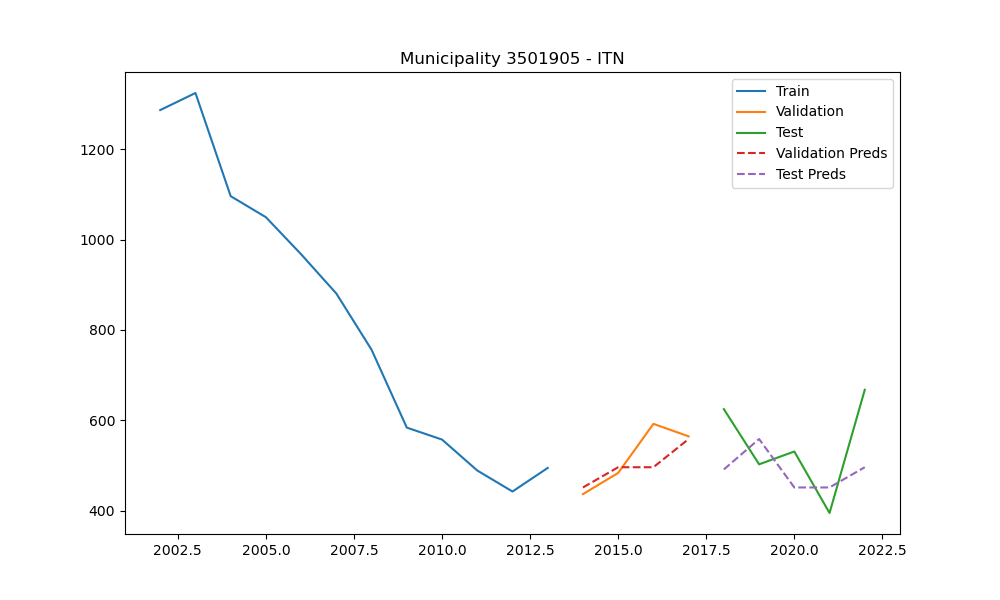 Municipality 3501905 - ITN
Train
Validation
Test
Validation Preds
Test Preds
1200
1000
800
600
400
2002.5 2005.0 2007.5 2010.0 2012.5 2015.0 2017.5 2020.0 2022.5